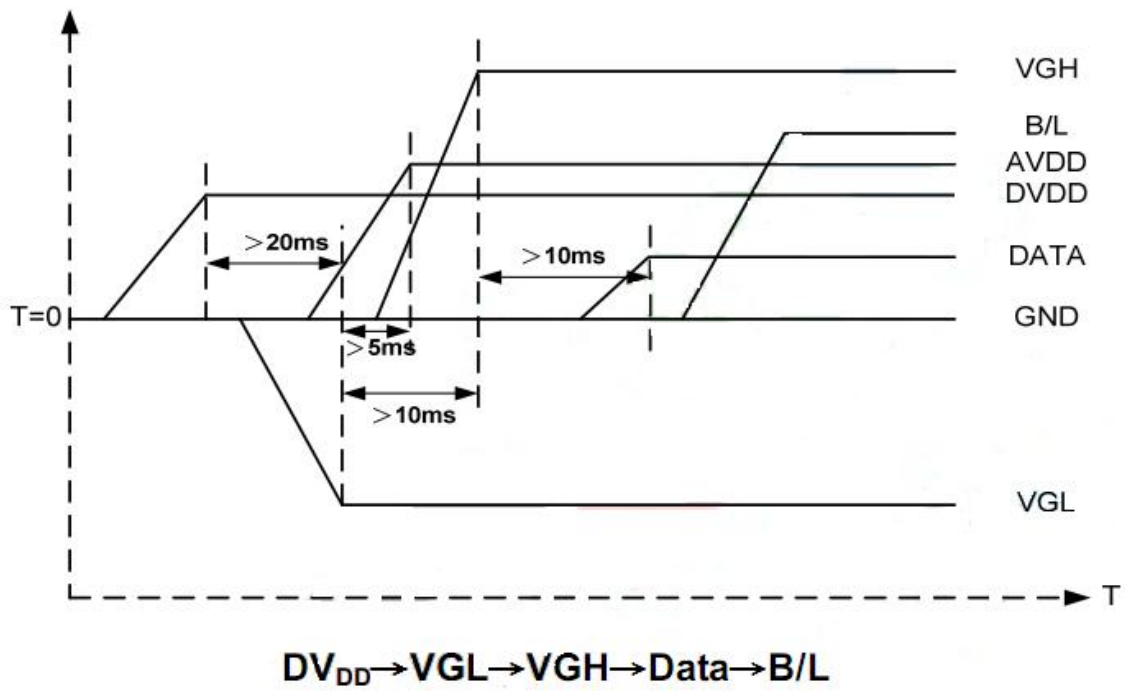 VGH
B/L
AVDD
DVDD
>20ms
>10ms
DATA
T=0
GND
>5ms
>10ms
VGL
T
DVDD→VGL→VGH→Data→B/L